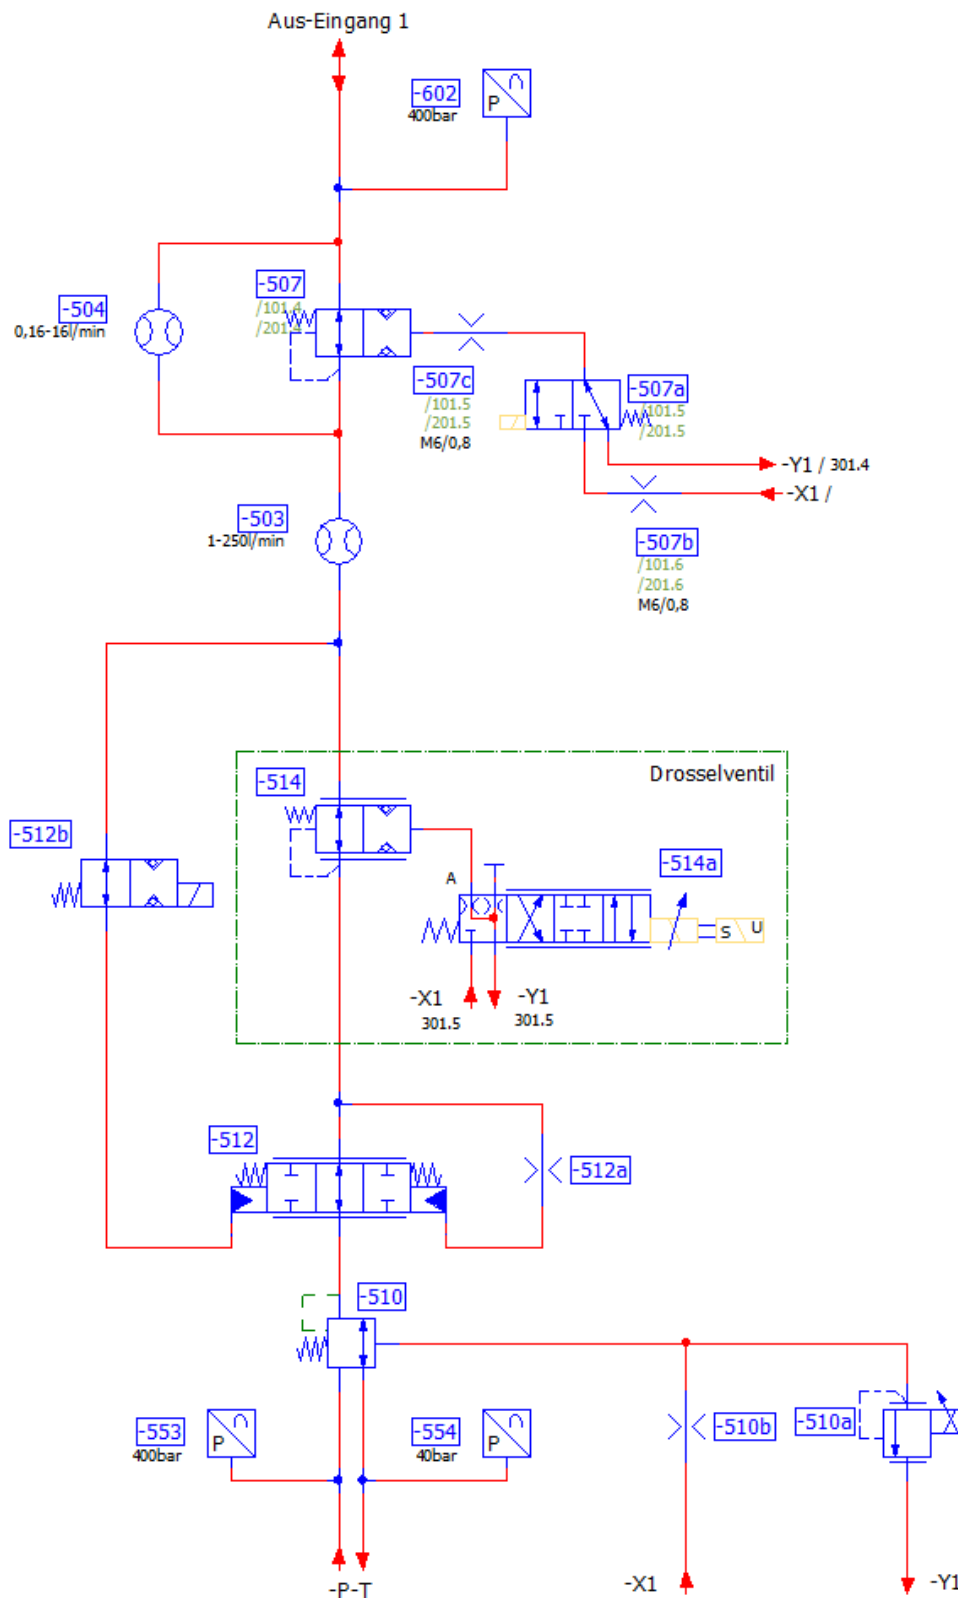 Aus-Eingang 1
-602
400bar
P
-507
/101.4
/201.4
-504
0,16-16l/min
-507c
/101.5
/201.5
M6/0,8
-507a
/101.5
/201.5
-Y1 / 301.4
-X1 /
-503
1-250l/min
-507b
/101.6
/201.6
M6/0,8
Drosselventil
-514
-512b
-514a
A
S U
-X1
301.5
-Y1
301.5
-512
-512a
-510
-553
400bar
P
-554
40bar
P
-510b
-510a
-P-T
-X1
-Y1